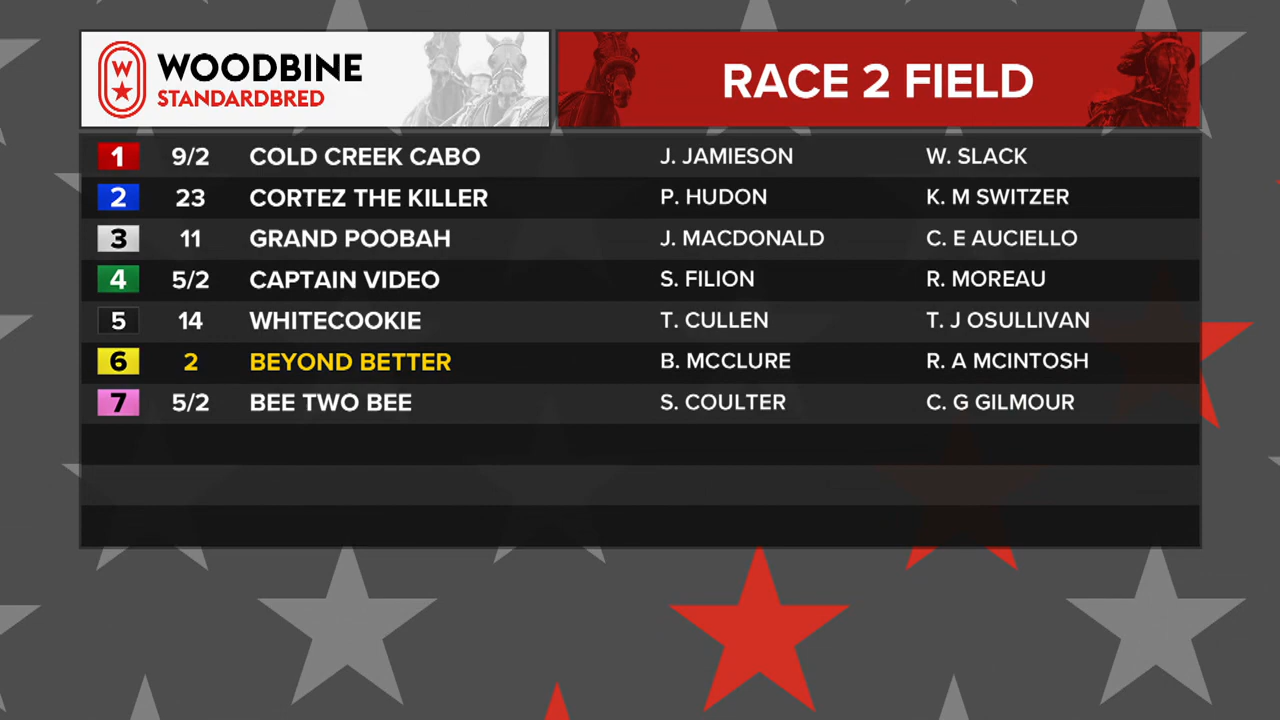 W
WOODBINE
STANDARDBRED
RACE 2 FIELD
1 9/2 COLD CREEK CABO J. JAMIESON W. SLACK
2 23 CORTEZ THE KILLER P. HUDON K. M SWITZER
3 11 GRAND POOBAH J. MACDONALD C. E AUCIELLO
4 5/2 CAPTAIN VIDEO S. FILION R. MOREAU
5 14 WHITECOOKIE T. CULLEN T. J OSULLIVAN
6 2 BEYOND BETTER B. MCCLURE R. A MCINTOSH
7 5/2 BEE TWO BEE S. COULTER C. G GILMOUR